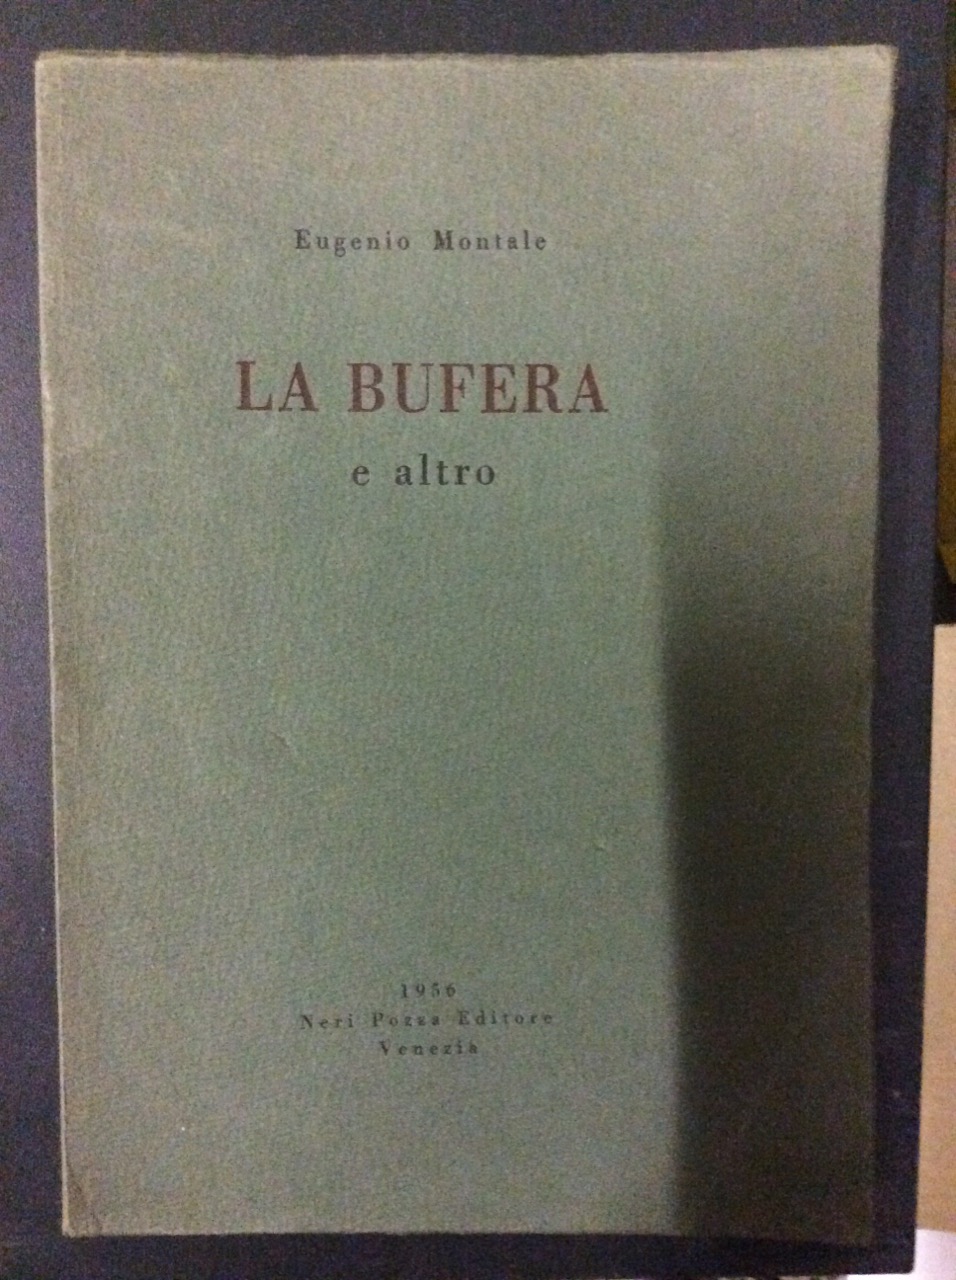 Eugenio Montale
LA BUFERA
e altro
1956
Neri Pozza Editore
Venezia